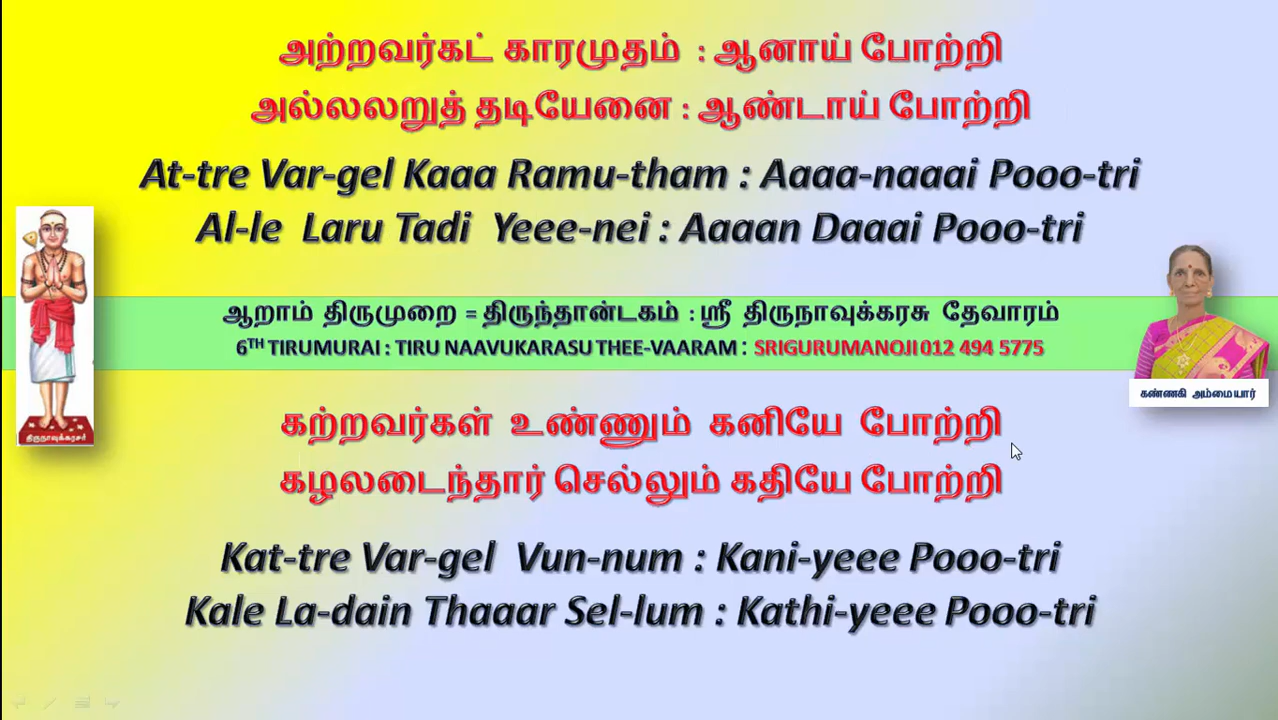 அற்றவர்கட் காரமுதம் : ஆனாய் போற்றி
அல்லலறுத் தடியேனை : ஆண்டாய் போற்றி
At-tre Var-gel Kaaa Ramu-tham : Aaaa-naaai Pooo-tri
Al-le Laru Tadi Yeee-nei : Aaaan Daaai Pooo-tri
ஆறாம் திருமுறை = திருந்தான்டகம் : ஸ்ரீ திருநாவுக்கரசு தேவாரம்
6TH TIRUMURAI : TIRU NAAVUKARASU THEE-VAARAM : SRIGURUMANOJI 012 494 5775
திருநாவுக்கரசர்
கண்ணகி அம்மையார்
கற்றவர்கள் உண்ணும் கனியே போற்றி
கழலடைந்தார் செல்லும் கதியே போற்றி
Kat-tre Var-gel Vun-num : Kani-yeee Pooo-tri
Kale La-dain Thaaar Sel-lum : Kathi-yeee Pooo-tri